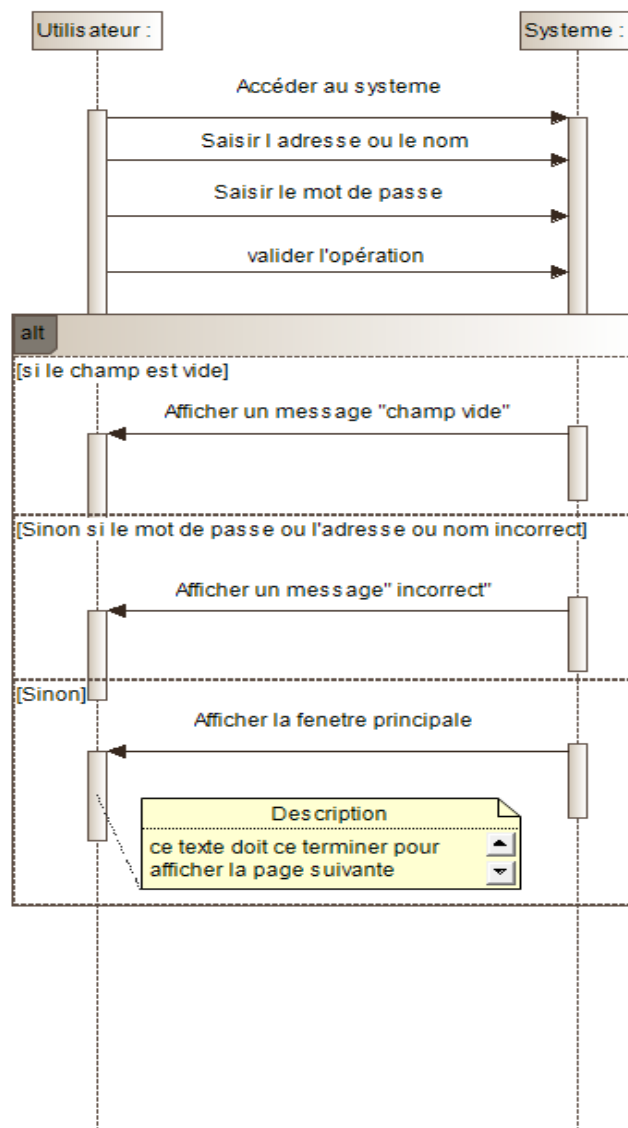 Utilisateur :
Systeme :
Accéder au systeme
Saisir l adresse ou le nom
Saisir le mot de passe
valider l'opération
alt
[si le champ est vide]
Afficher un message "champ vide"
[Sinon si le mot de passe ou l'adresse ou nom incorrect]
Afficher un message" incorrect"
[Sinon]
Afficher la fenetre principale
Description
ce texte doit ce terminer pour
afficher la page suivante